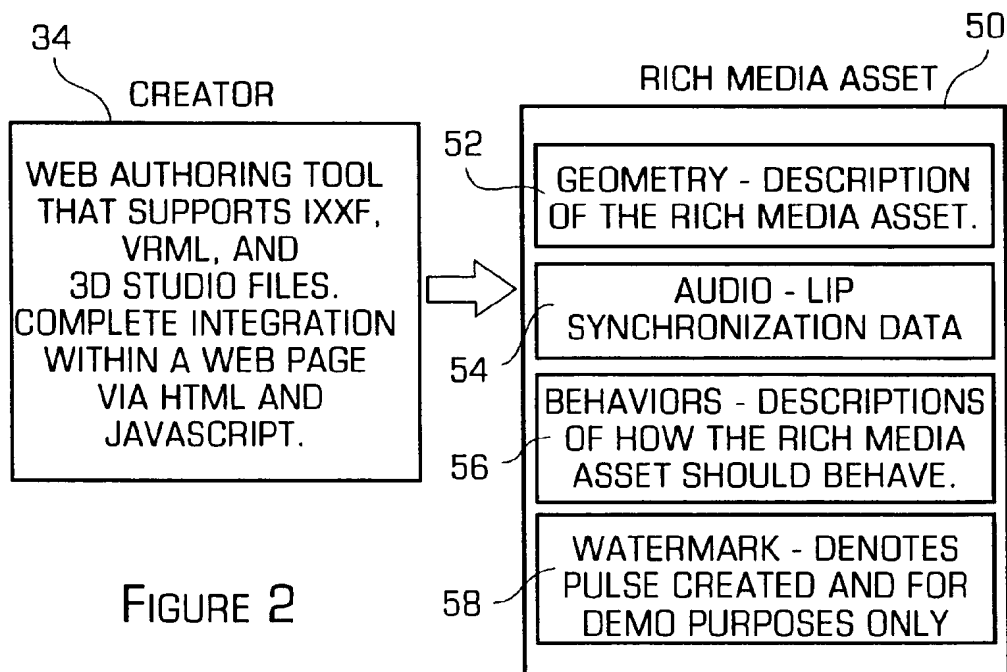 34
CREATOR
WEB AUTHORING TOOL
THAT SUPPORTS IXXF,
VRML, AND
3D STUDIO FILES.
COMPLETE INTEGRATION
WITHIN A WEB PAGE
VIA HTML AND
JAVASCRIPT.
50
RICH MEDIA ASSET
52
GEOMETRY - DESCRIPTION
OF THE RICH MEDIA ASSET.
54
AUDIO - LIP
SYNCHRONIZATION DATA
56
BEHAVIORS - DESCRIPTIONS
OF HOW THE RICH MEDIA
ASSET SHOULD BEHAVE.
58
WATERMARK - DENOTES
PULSE CREATED AND FOR
DEMO PURPOSES ONLY
FIGURE 2